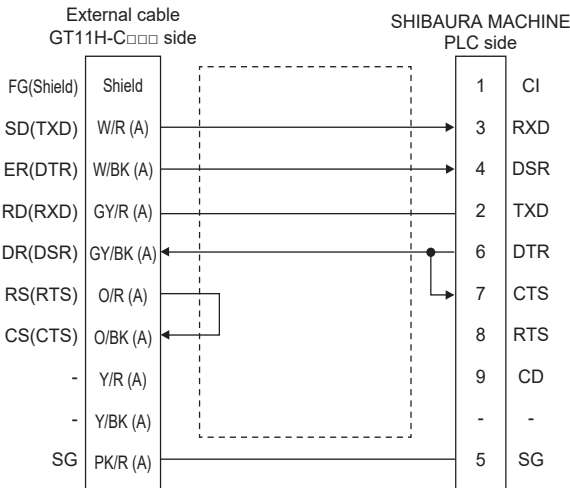 External cable
GT11H-C□□□ side
SHIBAURA MACHINE
PLC side
FG(Shield) Shield 1 CI
SD(TXD) W/R (A) 3 RXD
ER(DTR) W/BK (A) 4 DSR
RD(RXD) GY/R (A) 2 TXD
DR(DSR) GY/BK (A) 6 DTR
RS(RTS) O/R (A) 7 CTS
CS(CTS) O/BK (A) 8 RTS
- Y/R (A) 9 CD
- Y/BK (A) - -
SG PK/R (A) 5 SG